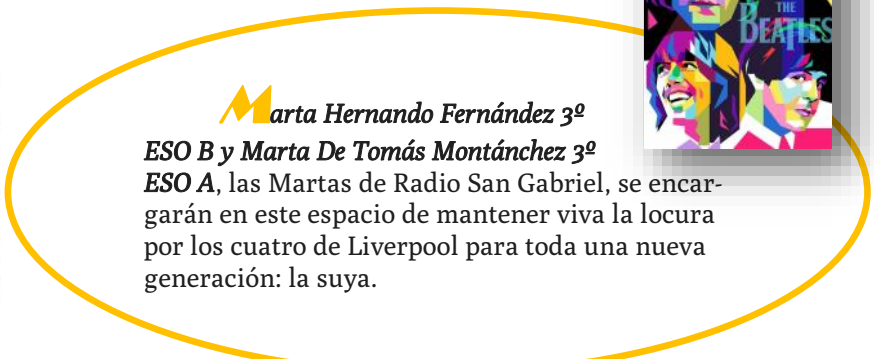 THE
BEATLES
Marta Hernando Fernández 3º
ESO B y Marta De Tomás Montánchez 3º
ESO A, las Martas de Radio San Gabriel, se encar-
garán en este espacio de mantener viva la locura
por los cuatro de Liverpool para toda una nueva
generación: la suya.